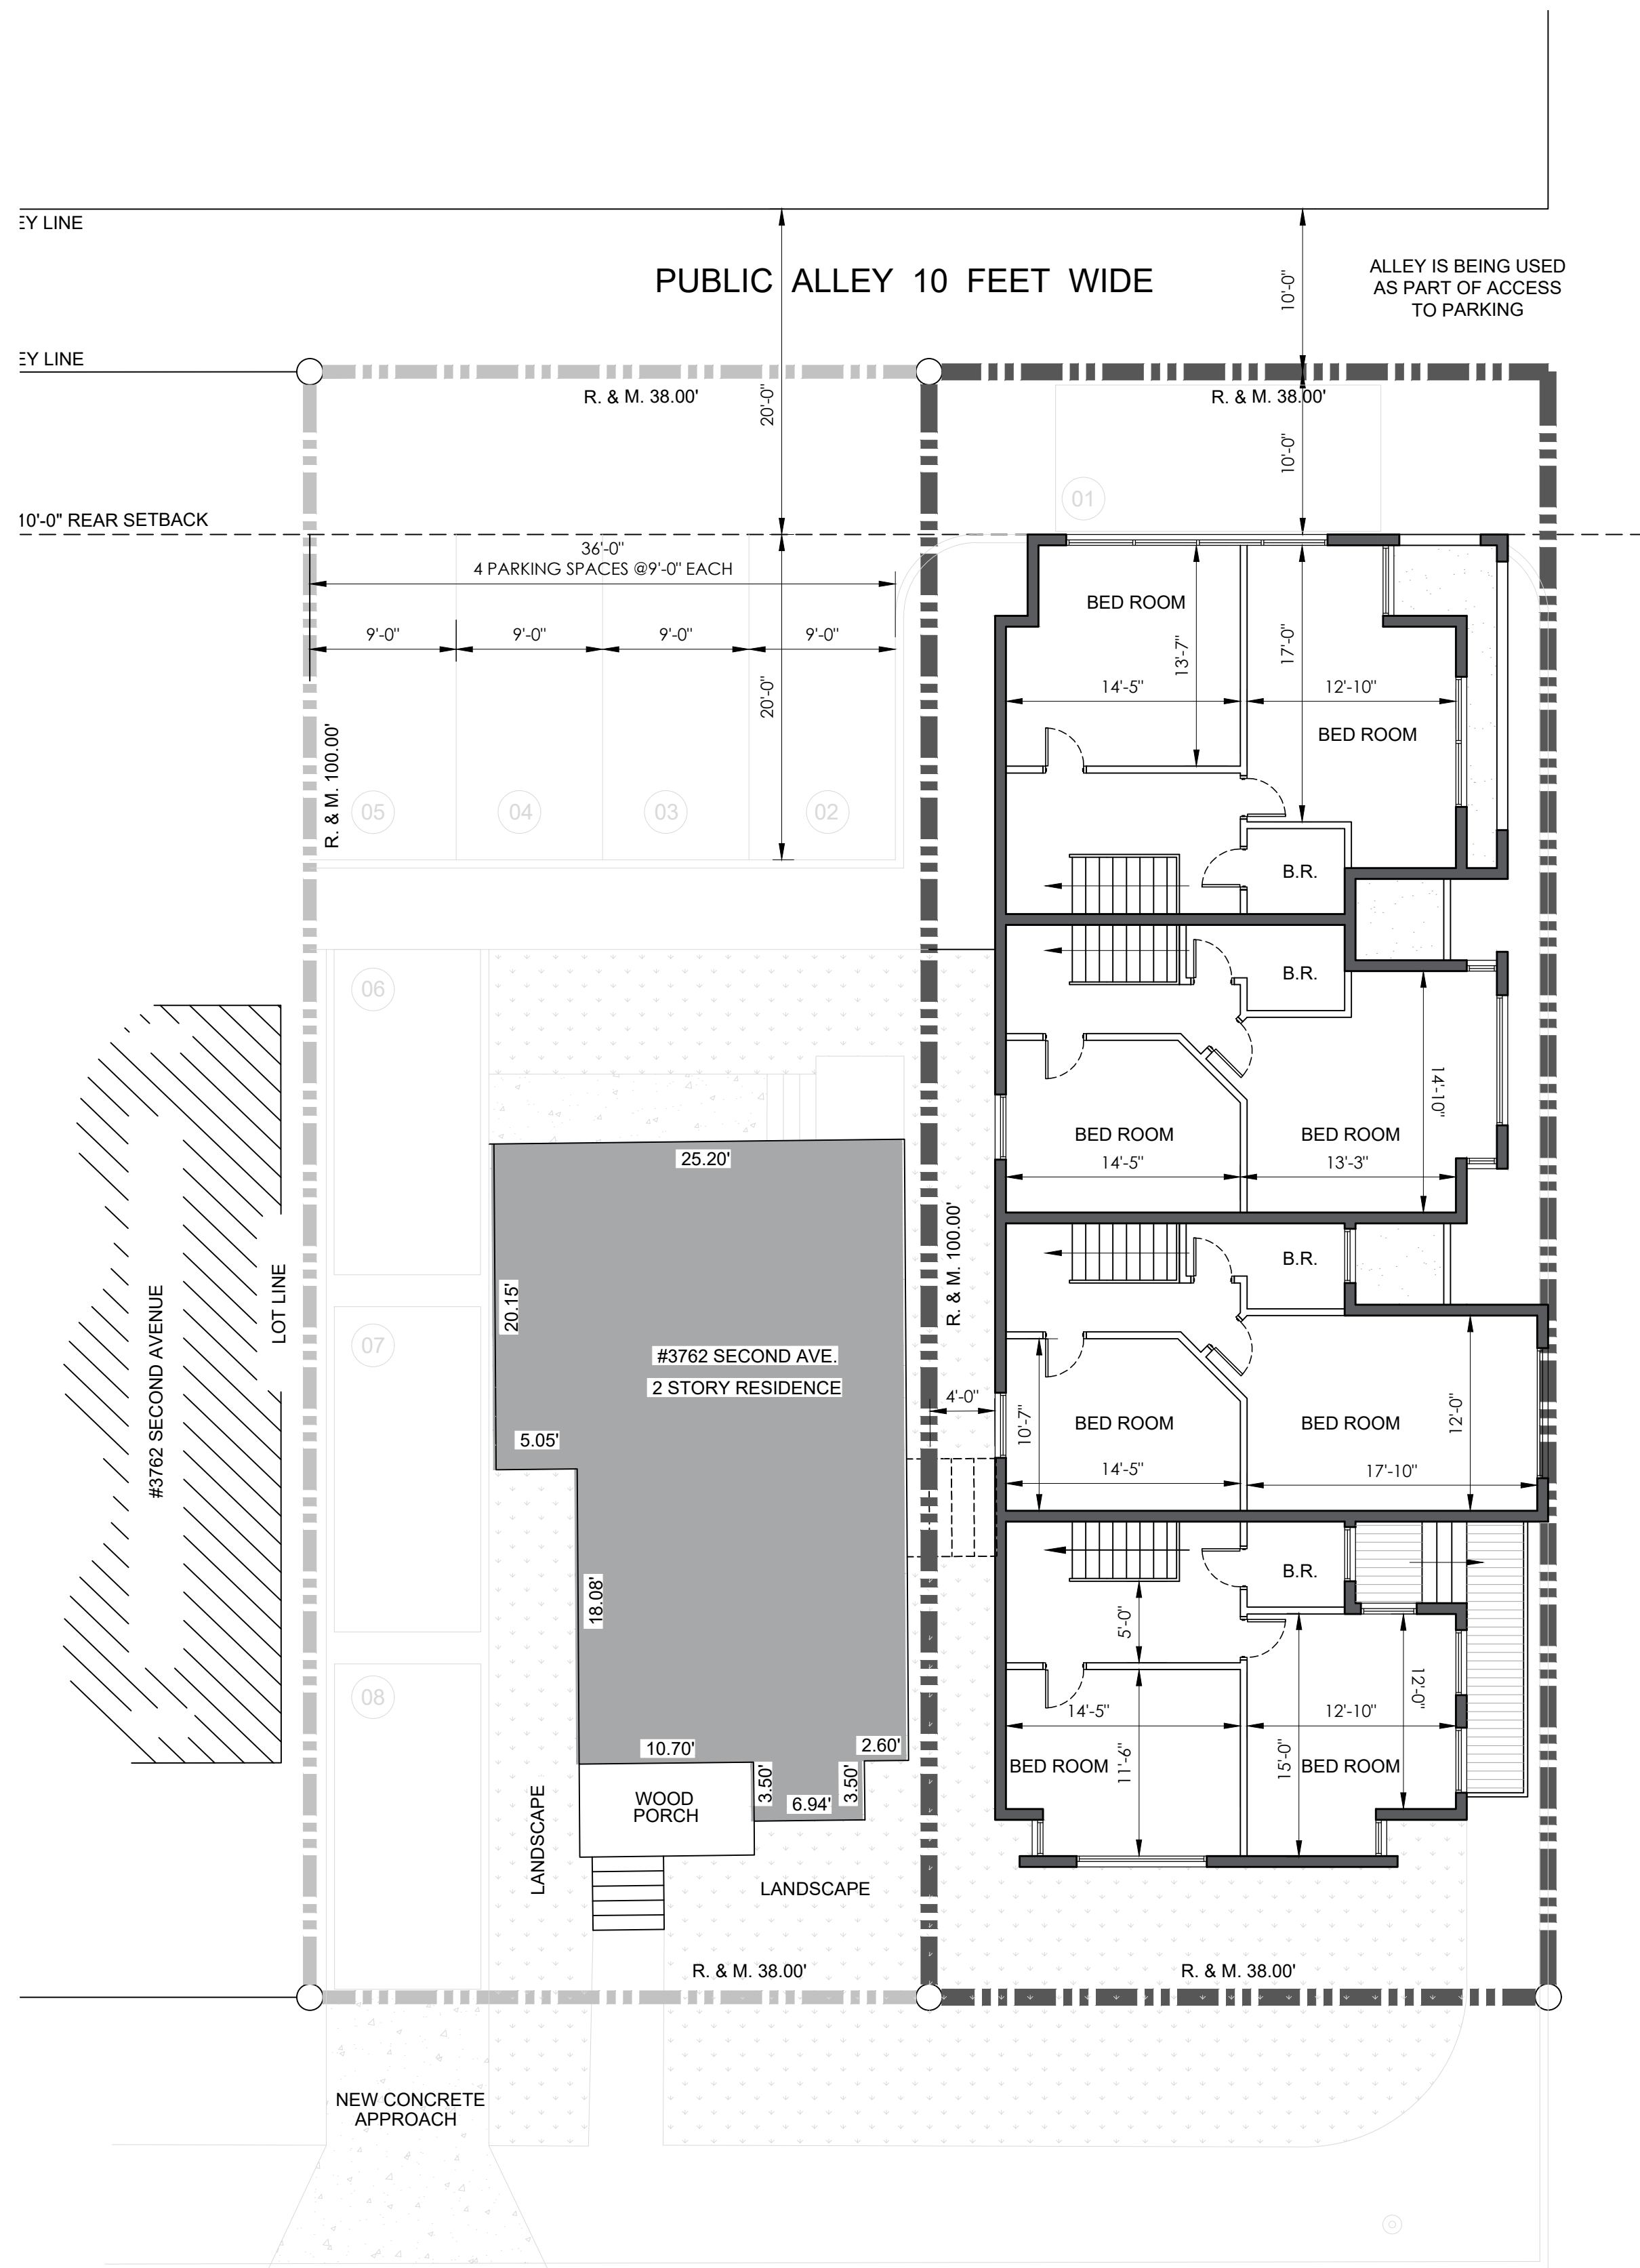 EY LINE
PUBLIC ALLEY 10 FEET WIDE
10'-0"
ALLEY IS BEING USED
AS PART OF ACCESS
TO PARKING
EY LINE
R. & M. 38.00'
20'-0"
R. & M. 38.00'
10'-0"
01
10'-0" REAR SETBACK
36'-0"
4 PARKING SPACES @9'-0" EACH
9'-0"
9'-0"
9'-0"
9'-0"
20'-0"
R. & M. 100.00'
05
04
03
02
BED ROOM
13'-7"
17'-0"
14'-5"
12'-10"
BED ROOM
B.R.
B.R.
06
14'-10"
BED ROOM
BED ROOM
14'-5"
13'-3"
25.20'
R. & M. 100.00'
#3762 SECOND AVENUE
LOT LINE
20.15'
07
#3762 SECOND AVE.
2 STORY RESIDENCE
5.05'
B.R.
4'-0"
10'-7"
BED ROOM
BED ROOM
12'-0"
14'-5"
17'-10"
18.08'
B.R.
5'-0"
08
12'-0"
14'-5"
12'-10"
BED ROOM
11'-6"
15'-0"
BED ROOM
10.70'
2.60'
3.50'
3.50'
6.94'
WOOD
PORCH
LANDSCAPE
LANDSCAPE
R. & M. 38.00'
R. & M. 38.00'
NEW CONCRETE
APPROACH